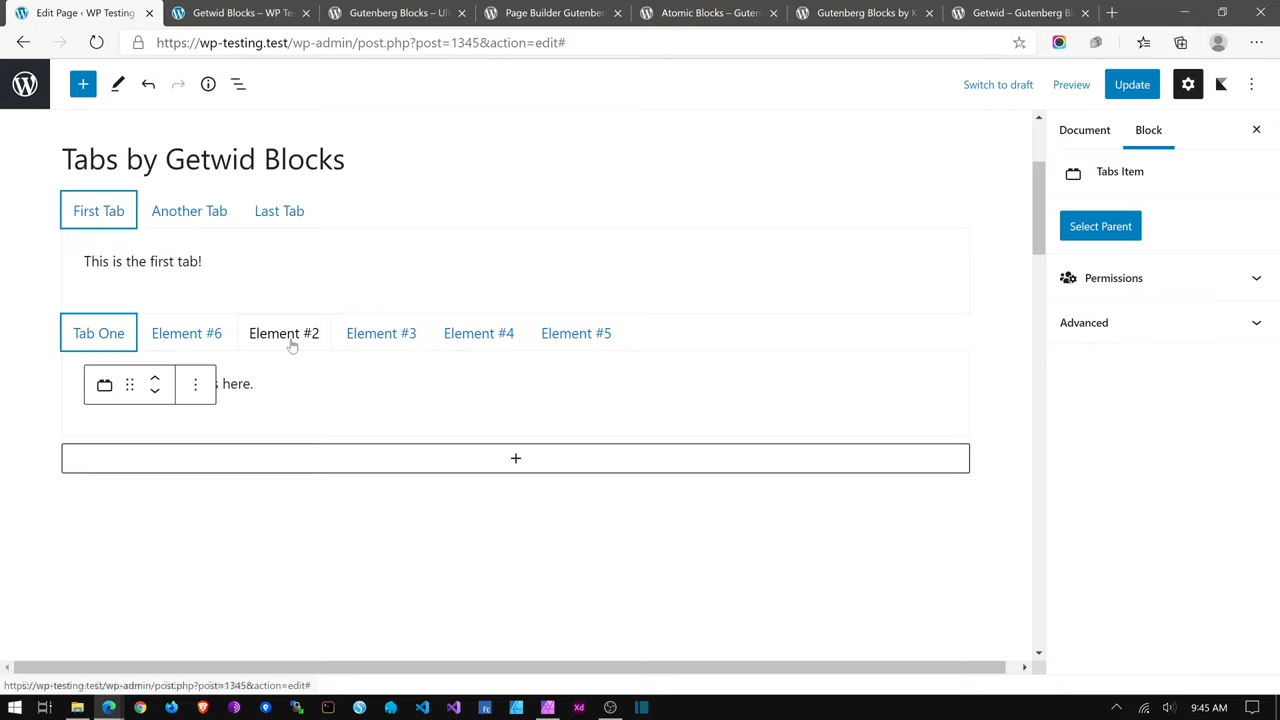 Edit Page ‹ WP Testing
Getwid Blocks – WP Te
Gutenberg Blocks – Ul
Page Builder Gutenber
Atomic Blocks – Guten
Gutenberg Blocks by K
Getwid – Gutenberg Bl
https://wp-testing.test/wp-admin/post.php?post=1345&action=edit#
Switch to draft
Preview
Update
Document
Block
Tabs by Getwid Blocks
Tabs Item
First Tab
Another Tab
Last Tab
Select Parent
This is the first tab!
Permissions
Advanced
Tab One
Element #6
Element #2
Element #3
Element #4
Element #5
here.
https://wp-testing.test/wp-admin/post.php?post=1345&action=edit#
Fc
Xd
9:45 AM